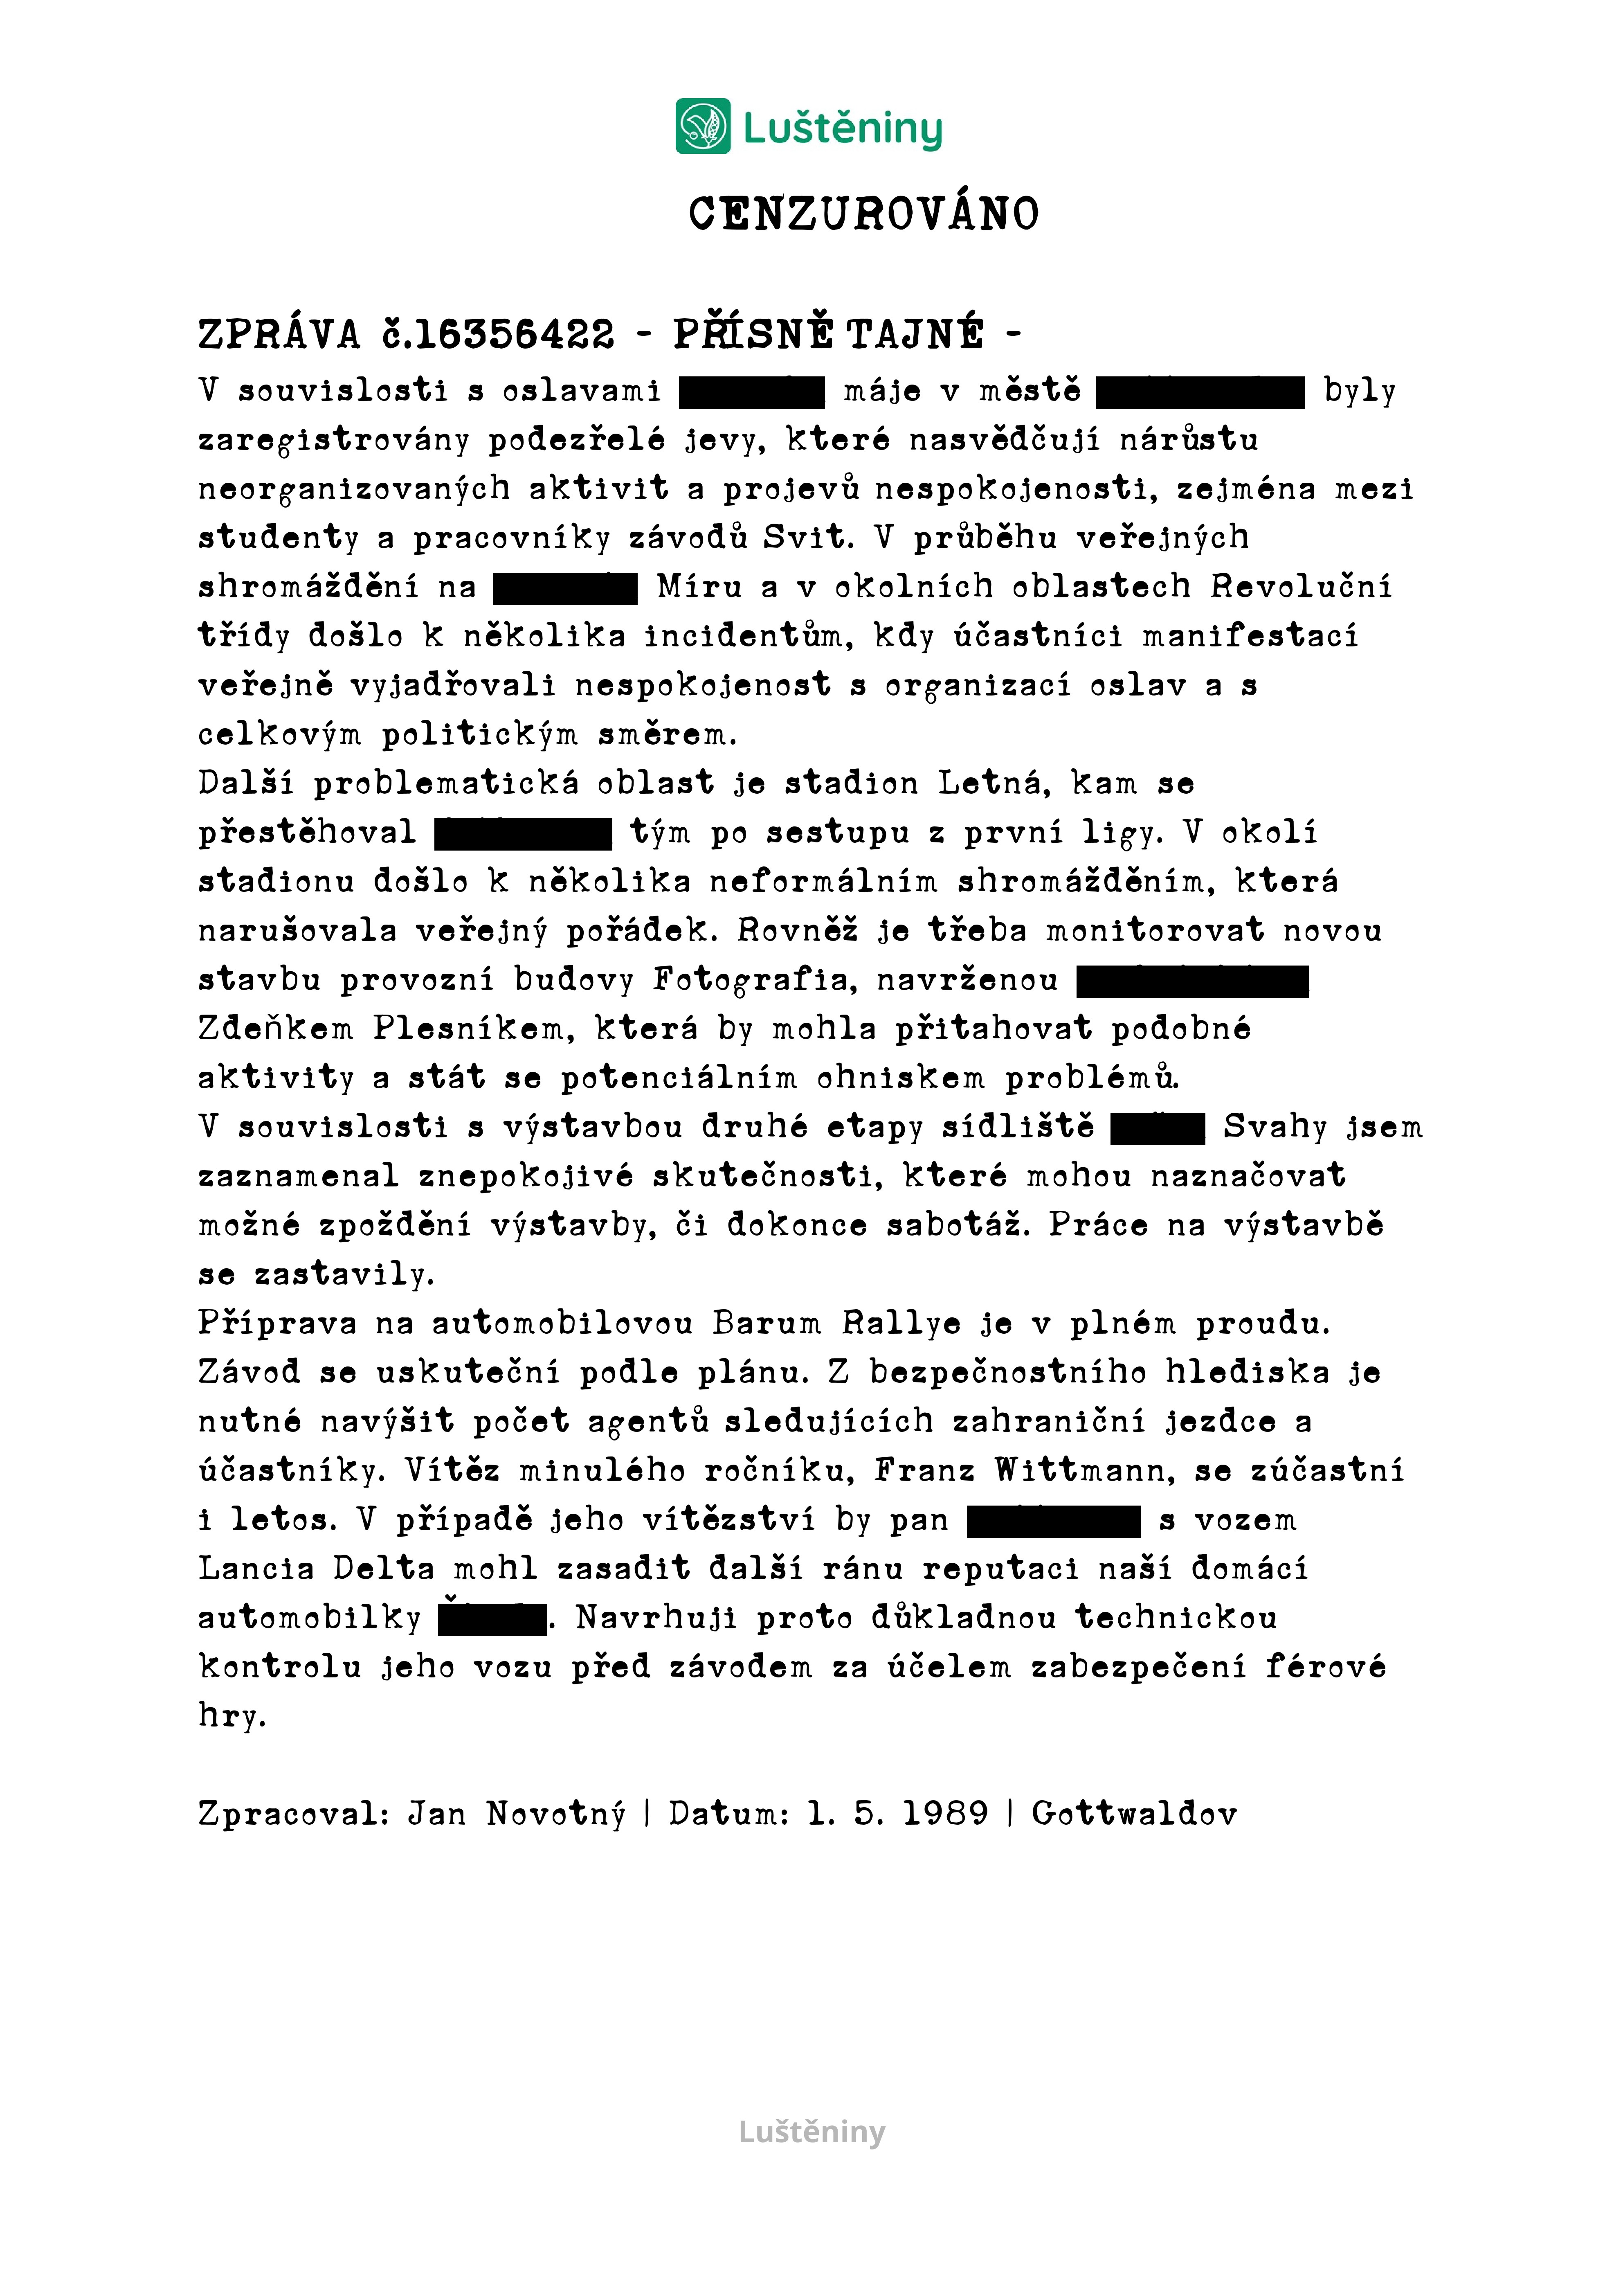 Luštěniny
CENZUROVÁNO
ZPRÁVA č.16356422 - PŘÍSNĚ TAJNÉ -
V souvislosti s oslavami máje v městě byly
zaregistrovány podezřelé jevy, které nasvědčují nárůstu
neorganizovaných aktivit a projevů nespokojenosti, zejména mezi
studenty a pracovníky závodů Svit. V průběhu veřejných
shromáždění na Míru a v okolních oblastech Revoluční
třídy došlo k několika incidentům, kdy účastníci manifestací
veřejně vyjadřovali nespokojenost s organizací oslav a s
celkovým politickým směrem.
Další problematická oblast je stadion Letná, kam se
přestěhoval tým po sestupu z první ligy. V okolí
stadionu došlo k několika neformálním shromážděním, která
narušovala veřejný pořádek. Rovněž je třeba monitorovat novou
stavbu provozní budovy Fotografia, navrženou
Zdeňkem Plesníkem, která by mohla přitahovat podobné
aktivity a stát se potenciálním ohniskem problémů.
V souvislosti s výstavbou druhé etapy sídliště Svahy jsem
zaznamenal znepokojivé skutečnosti, které mohou naznačovat
možné zpoždění výstavby, či dokonce sabotáž. Práce na výstavbě
se zastavily.
Příprava na automobilovou Barum Rallye je v plném proudu.
Závod se uskuteční podle plánu. Z bezpečnostního hlediska je
nutné navýšit počet agentů sledujících zahraniční jezdce a
účastníky. Vítěz minulého ročníku, Franz Wittmann, se zúčastní
i letos. V případě jeho vítězství by pan s vozem
Lancia Delta mohl zasadit další ránu reputaci naší domácí
automobilky . Navrhuji proto důkladnou technickou
kontrolu jeho vozu před závodem za účelem zabezpečení férové
hry.
Zpracoval: Jan Novotný | Datum: 1. 5. 1989 | Gottwaldov
Luštěniny